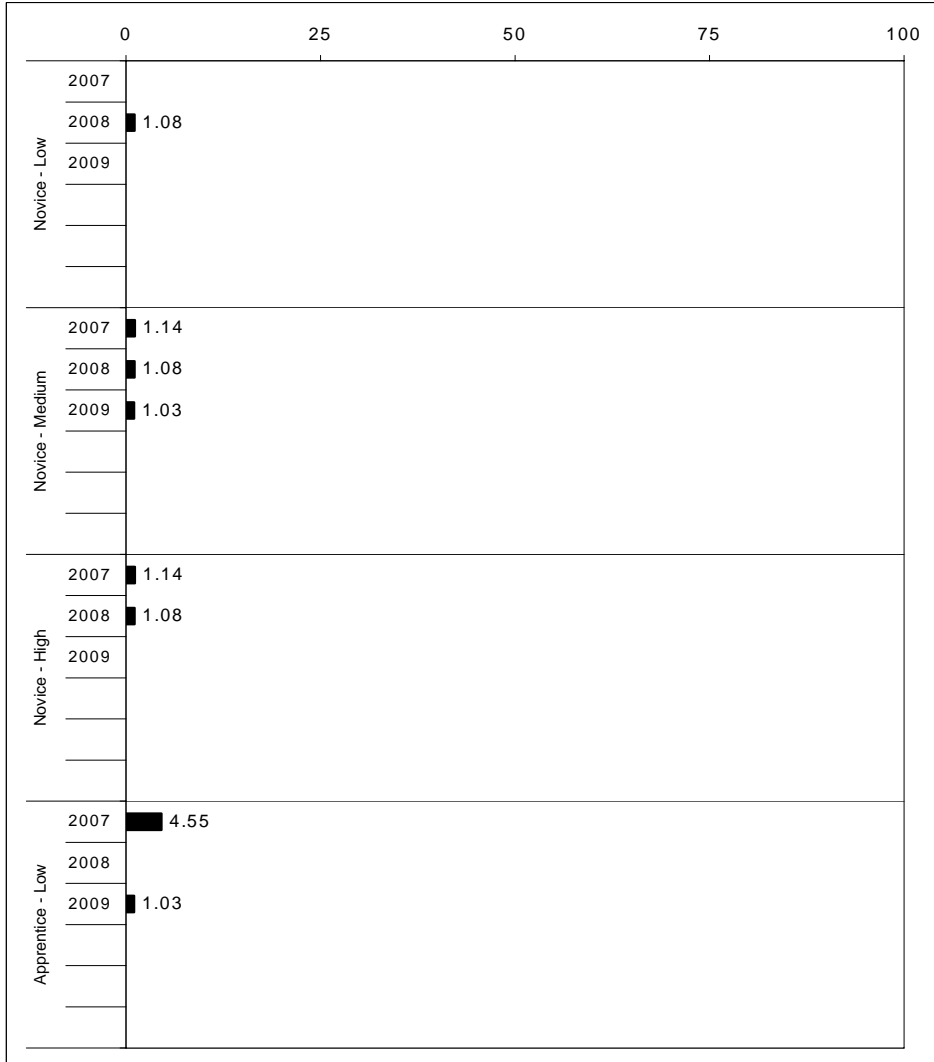 0 25 50 75 100
Novice - Low
2007
2008 1.08
2009
Novice - Medium
2007 1.14
2008 1.08
2009 1.03
Novice - High
2007 1.14
2008 1.08
2009
Apprentice - Low
2007 4.55
2008
2009 1.03